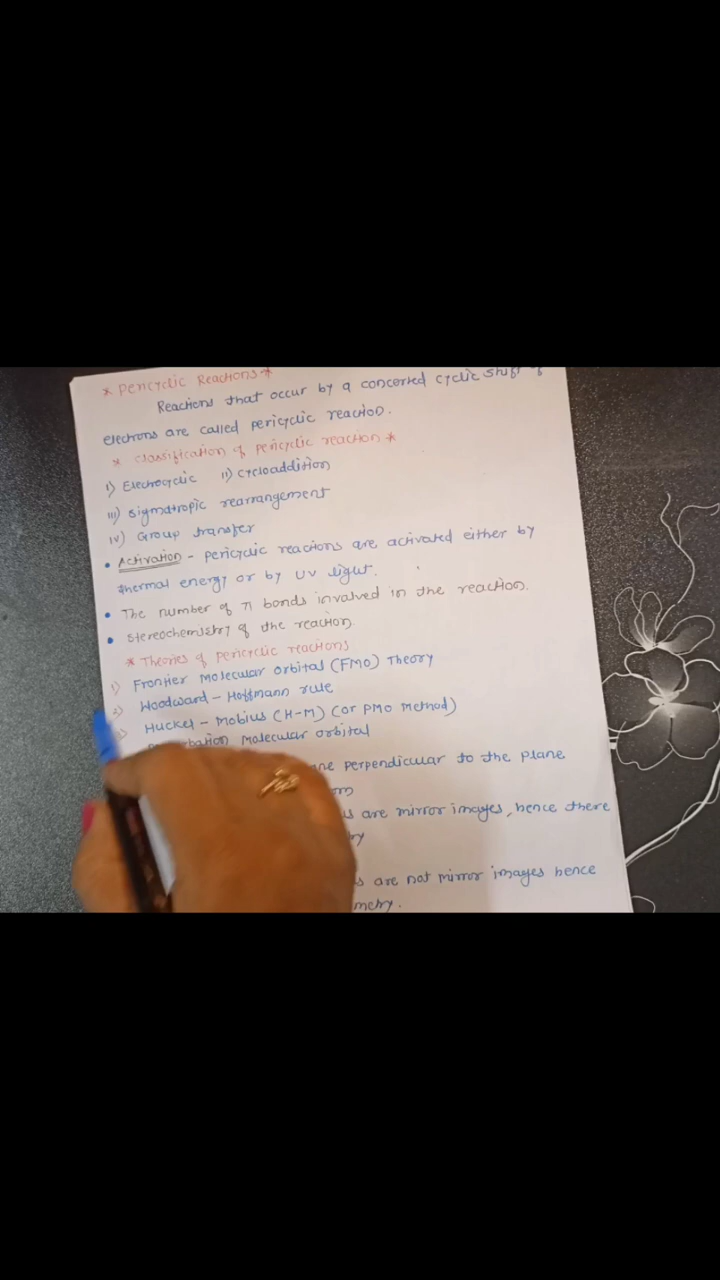 * Pericyclic Reactions *
Reactions that occur by a concerted cyclic shift of
electrons are called pericyclic reaction.
* Classification of pericyclic reaction *
i) Electrocyclic ii) Cycloaddition
iii) Sigmatropic rearrangement
iv) Group transfer
• Activation - pericyclic reactions are activated either by
thermal energy or by UV light.
• The number of π bonds involved in the reaction.
• Stereochemistry of the reaction.
* Theories of pericyclic reactions
1) Frontier Molecular Orbital (FMO) Theory
2) Woodward - Hoffmann rule
Huckel - Mobius (H-M) (or PMO Method)
molecular orbital
perpendicular to the plane
are mirror images, hence there
are not mirror images hence